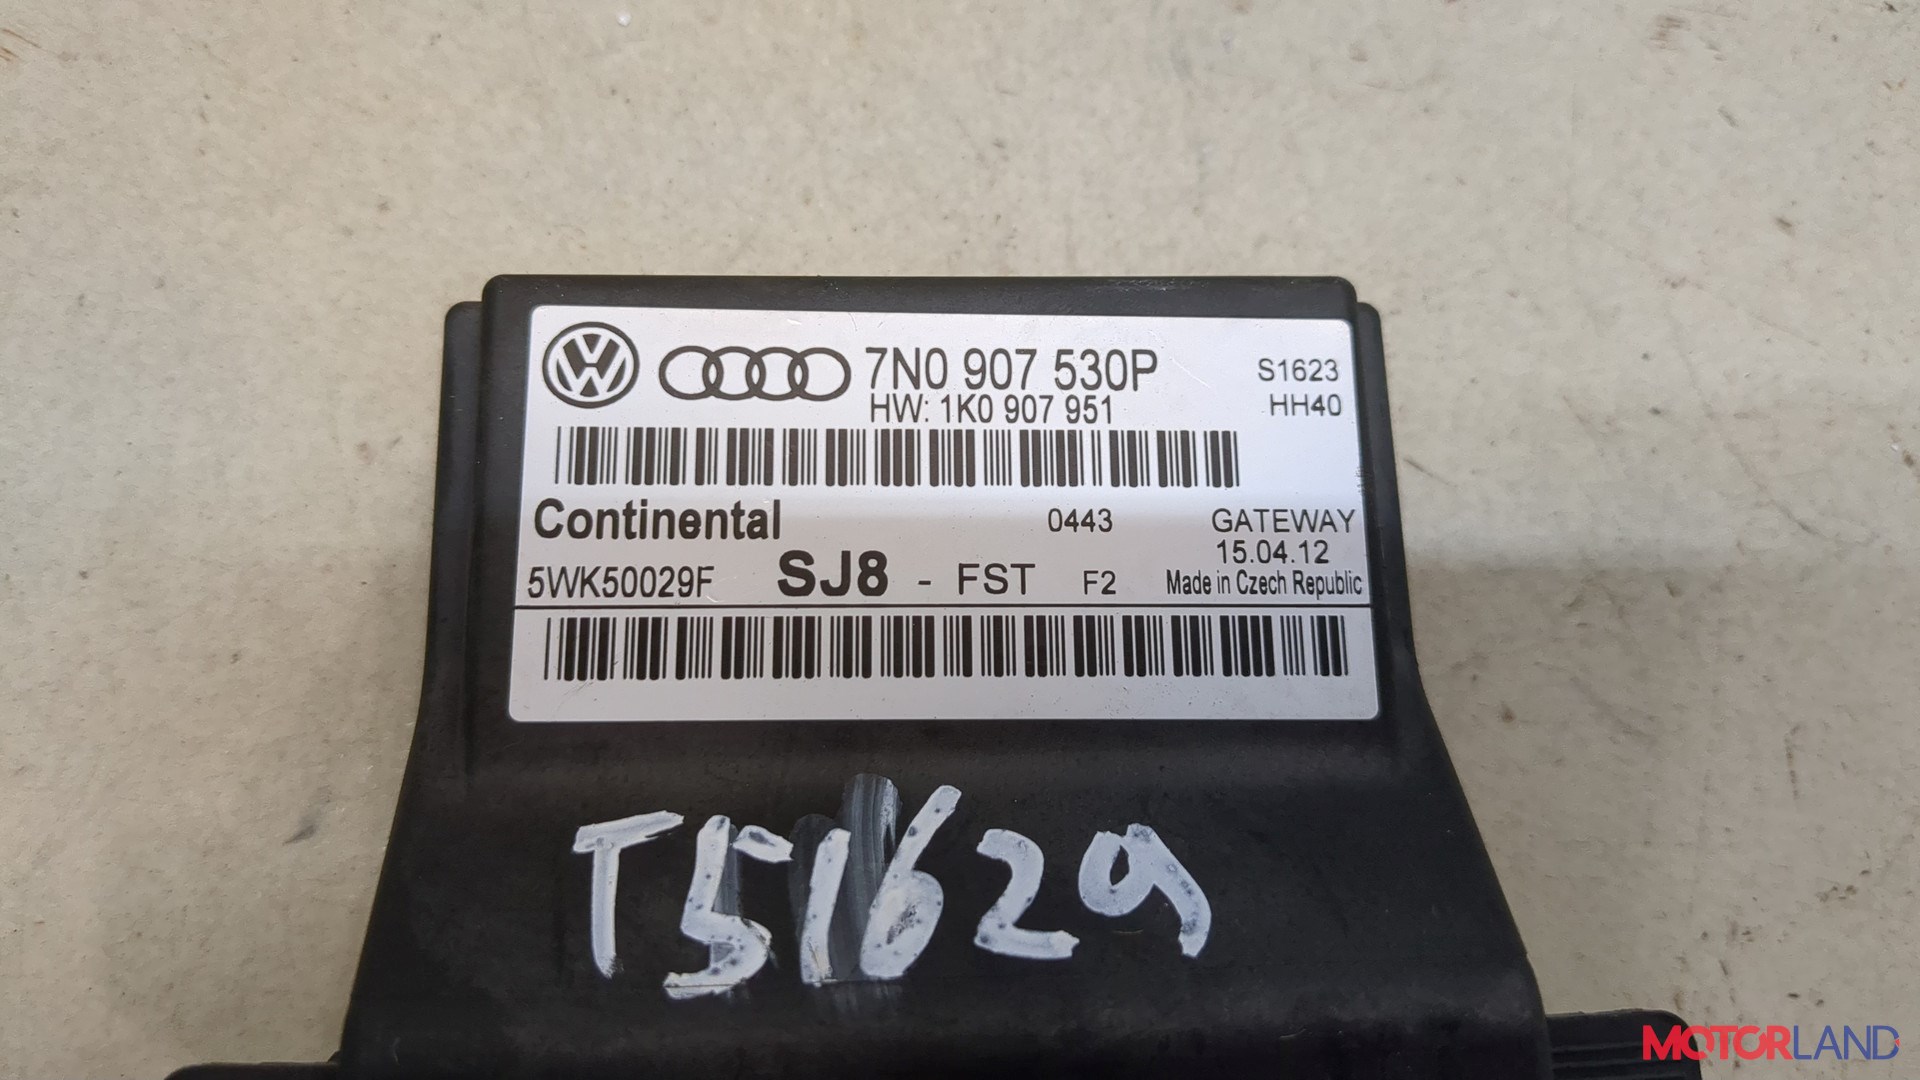 7N0 907 530P
S1623
HW: 1K0 907 951
HH40
Continental
0443
GATEWAY
15.04.12
5WK50029F SJ8 - FST F2
Made in Czech Republic
T51629
MOTORLAND